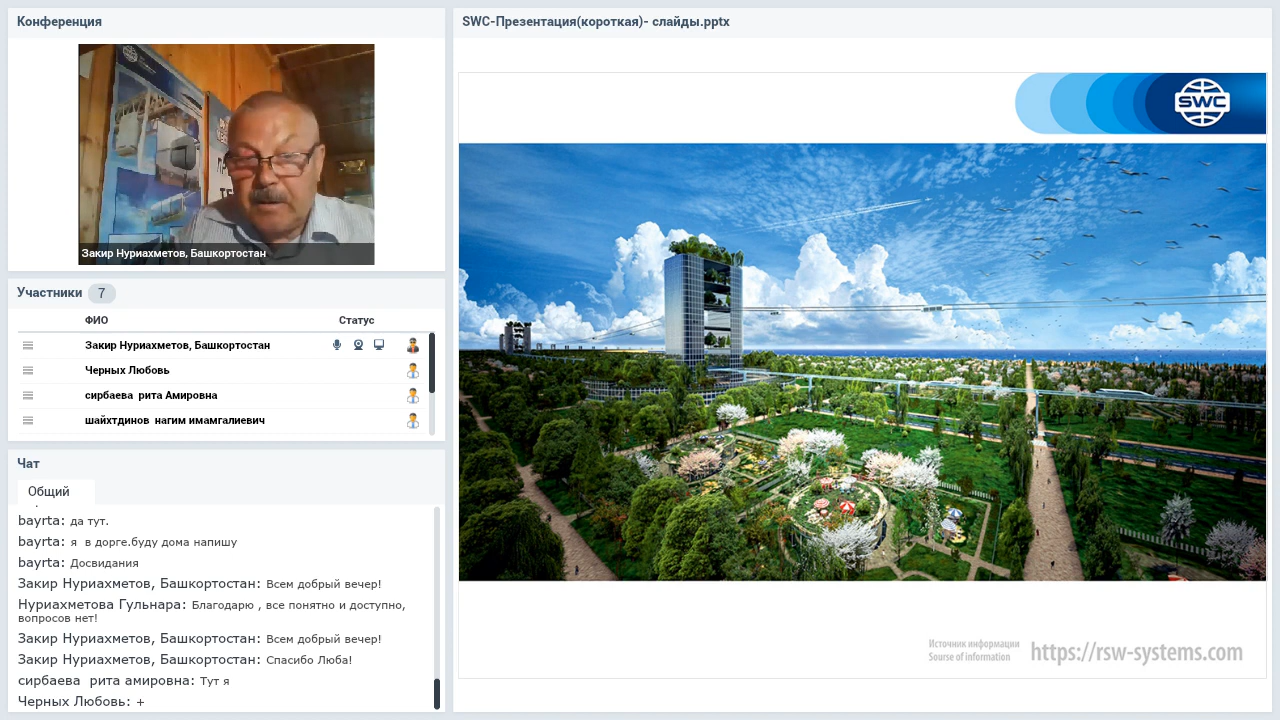 Конференция
Закир Нуриахметов, Башкортостан
Участники 7
ФИО Статус
Закир Нуриахметов, Башкортостан
Черных Любовь
сирбаева рита Амировна
шайхтдинов нагим имамгалиевич
Чат
Общий
bayrta: да тут.
bayrta: я в дорге.буду дома напишу
bayrta: Досвидания
Закир Нуриахметов, Башкортостан: Всем добрый вечер!
Нуриахметова Гульнара: Благодарю , все понятно и доступно,
вопросов нет!
Закир Нуриахметов, Башкортостан: Всем добрый вечер!
Закир Нуриахметов, Башкортостан: Спасибо Люба!
сирбаева рита амировна: Тут я
Черных Любовь: +
SWC-Презентация(короткая)- слайды.pptx
SWC
Источник информации
Sourse of information
https://rsw-systems.com